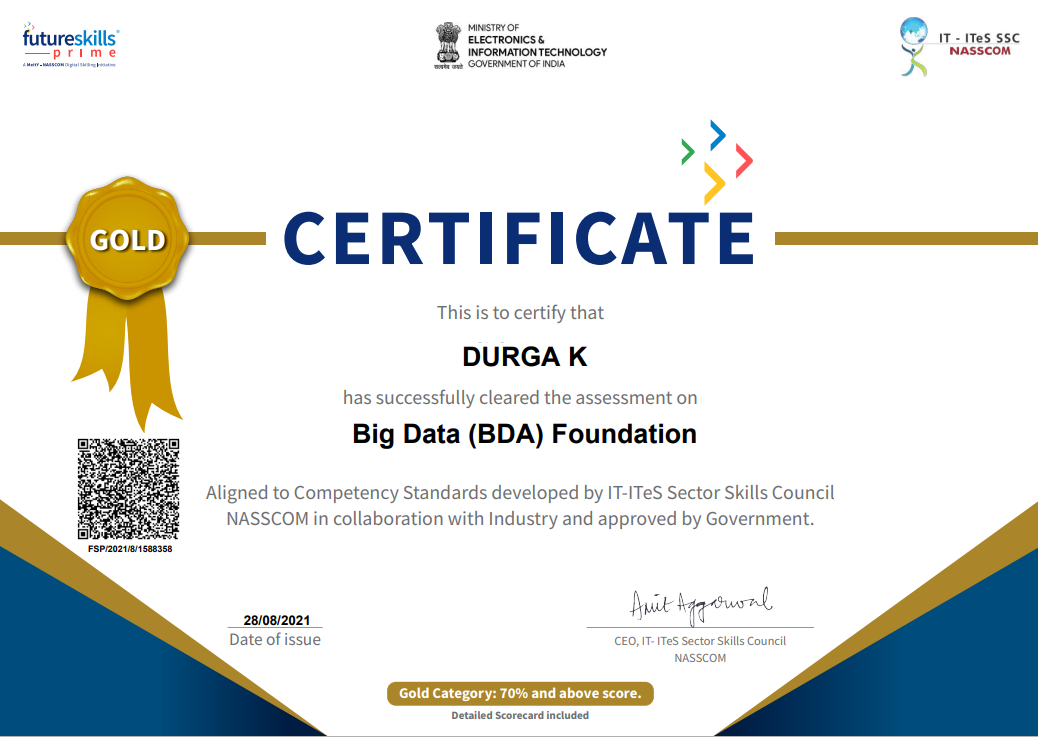 futureskills
prime
A MeitY - NASSCOM Digital Skilling Initiative
सत्यमेव जयते
MINISTRY OF
ELECTRONICS &
INFORMATION TECHNOLOGY
GOVERNMENT OF INDIA
IT - ITeS SSC
NASSCOM
GOLD
CERTIFICATE
This is to certify that
DURGA K
has successfully cleared the assessment on
Big Data (BDA) Foundation
Aligned to Competency Standards developed by IT-ITeS Sector Skills Council
NASSCOM in collaboration with Industry and approved by Government.
FSP/2021/8/1588358
28/08/2021
Date of issue
Amit Aggarwal
CEO, IT- ITeS Sector Skills Council
NASSCOM
Gold Category: 70% and above score.
Detailed Scorecard included